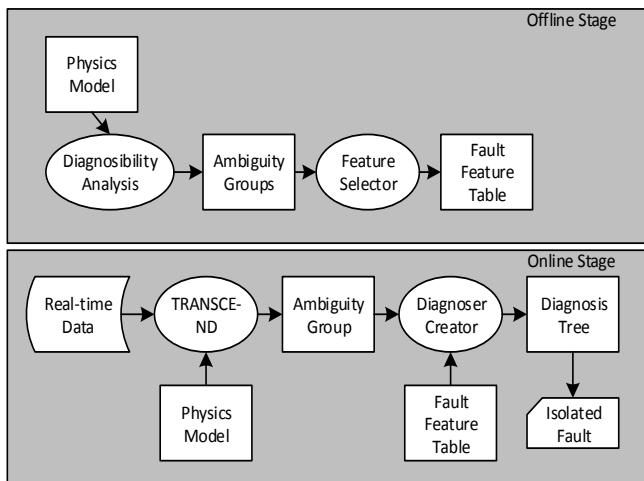 Offline Stage
Physics
Model
Diagnosibility
Analysis
Ambiguity
Groups
Feature
Selector
Fault
Feature
Table
Online Stage
Real-time
Data
TRANSCE-
ND
Ambiguity
Group
Diagnoser
Creator
Diagnosis
Tree
Physics
Model
Fault
Feature
Table
Isolated
Fault